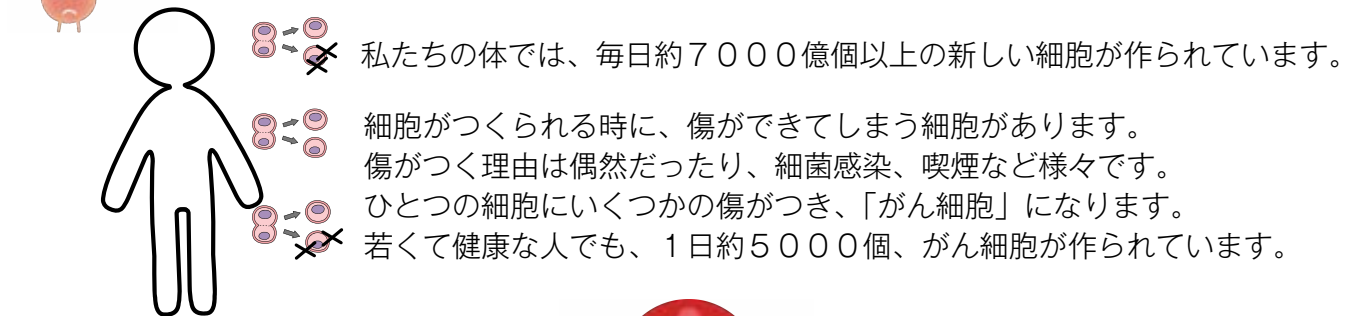 私たちの体では、毎日約７０００億個以上の新しい細胞が作られています。
細胞がつくられる時に、傷ができてしまう細胞があります。
傷がつく理由は偶然だったり、細菌感染、喫煙など様々です。
ひとつの細胞にいくつかの傷がつき、「がん細胞」になります。
若くて健康な人でも、１日約５０００個、がん細胞が作られています。